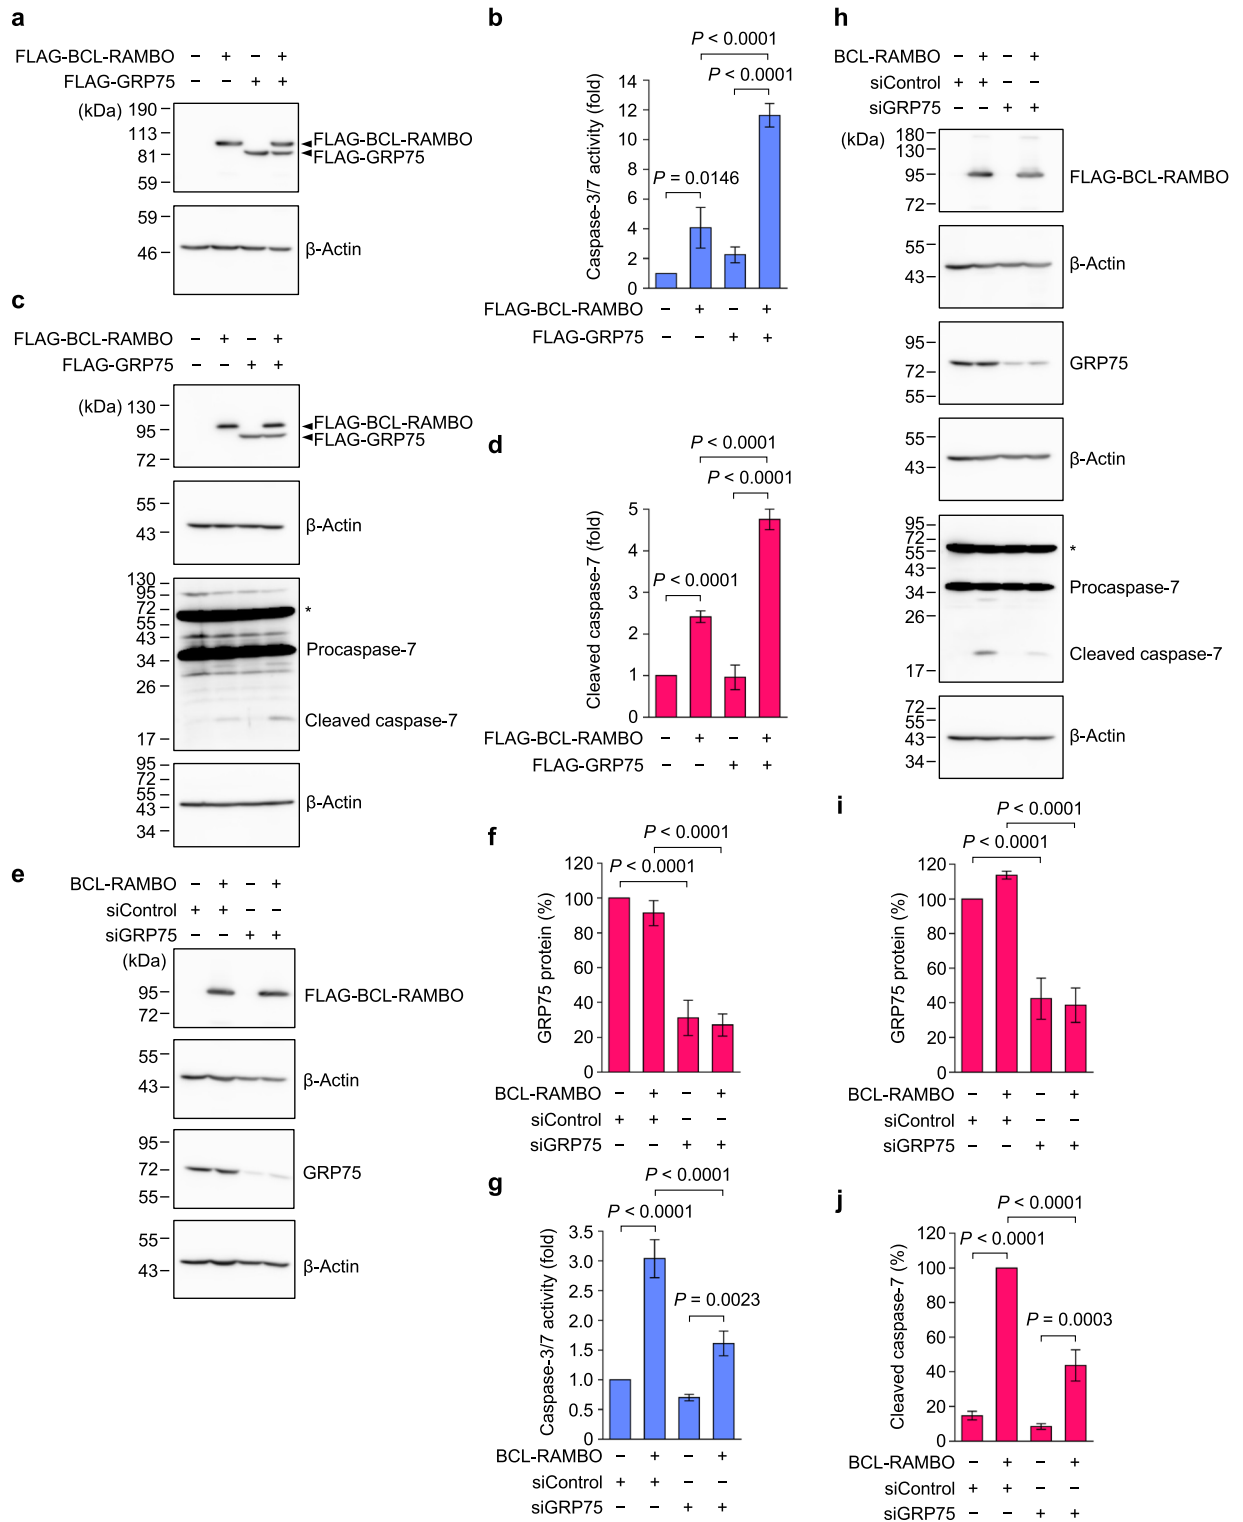 a
FLAG-BCL-RAMBO – + – +
FLAG-GRP75 – – + +
(kDa)
190
113
81
59
FLAG-BCL-RAMBO
FLAG-GRP75
59
46
β-Actin
b
P < 0.0001
P < 0.0001
P = 0.0146
Caspase-3/7 activity (fold)
14
12
10
8
6
4
2
0
FLAG-BCL-RAMBO – + – +
FLAG-GRP75 – – + +
c
FLAG-BCL-RAMBO – + – +
FLAG-GRP75 – – + +
(kDa)
130
95
72
FLAG-BCL-RAMBO
FLAG-GRP75
55
43
β-Actin
130
95
72
55
43
34
26
17
*
Procaspase-7
Cleaved caspase-7
95
72
55
43
34
β-Actin
d
P < 0.0001
P < 0.0001
P < 0.0001
Cleaved caspase-7 (fold)
5
4
3
2
1
0
FLAG-BCL-RAMBO – + – +
FLAG-GRP75 – – + +
e
BCL-RAMBO – + – +
siControl + + – –
siGRP75 – – + +
(kDa)
95
72
FLAG-BCL-RAMBO
55
43
β-Actin
95
72
55
GRP75
55
43
β-Actin
f
P < 0.0001
P < 0.0001
GRP75 protein (%)
120
100
80
60
40
20
0
BCL-RAMBO – + – +
siControl + + – –
siGRP75 – – + +
g
P < 0.0001
P < 0.0001
P = 0.0023
Caspase-3/7 activity (fold)
3.5
3.0
2.5
2.0
1.5
1.0
0.5
0
BCL-RAMBO – + – +
siControl + + – –
siGRP75 – – + +
h
BCL-RAMBO – + – +
siControl + + – –
siGRP75 – – + +
(kDa)
180
130
95
72
FLAG-BCL-RAMBO
55
43
β-Actin
95
72
55
GRP75
55
43
β-Actin
95
72
55
43
34
26
17
*
Procaspase-7
Cleaved caspase-7
72
55
43
34
β-Actin
i
P < 0.0001
P < 0.0001
GRP75 protein (%)
120
100
80
60
40
20
0
BCL-RAMBO – + – +
siControl + + – –
siGRP75 – – + +
j
P < 0.0001
P < 0.0001
P = 0.0003
Cleaved caspase-7 (%)
120
100
80
60
40
20
0
BCL-RAMBO – + – +
siControl + + – –
siGRP75 – – + +